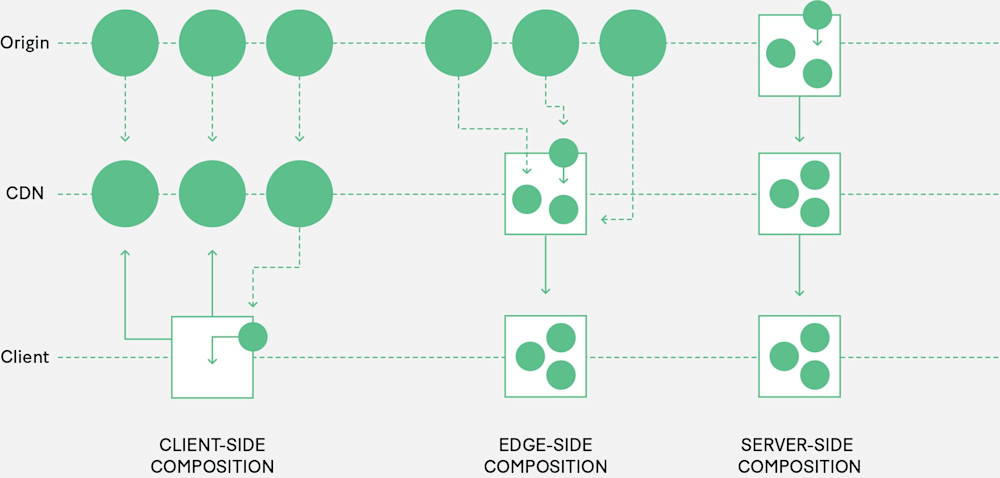 Origin
CDN
Client
CLIENT-SIDE
COMPOSITION
EDGE-SIDE
COMPOSITION
SERVER-SIDE
COMPOSITION